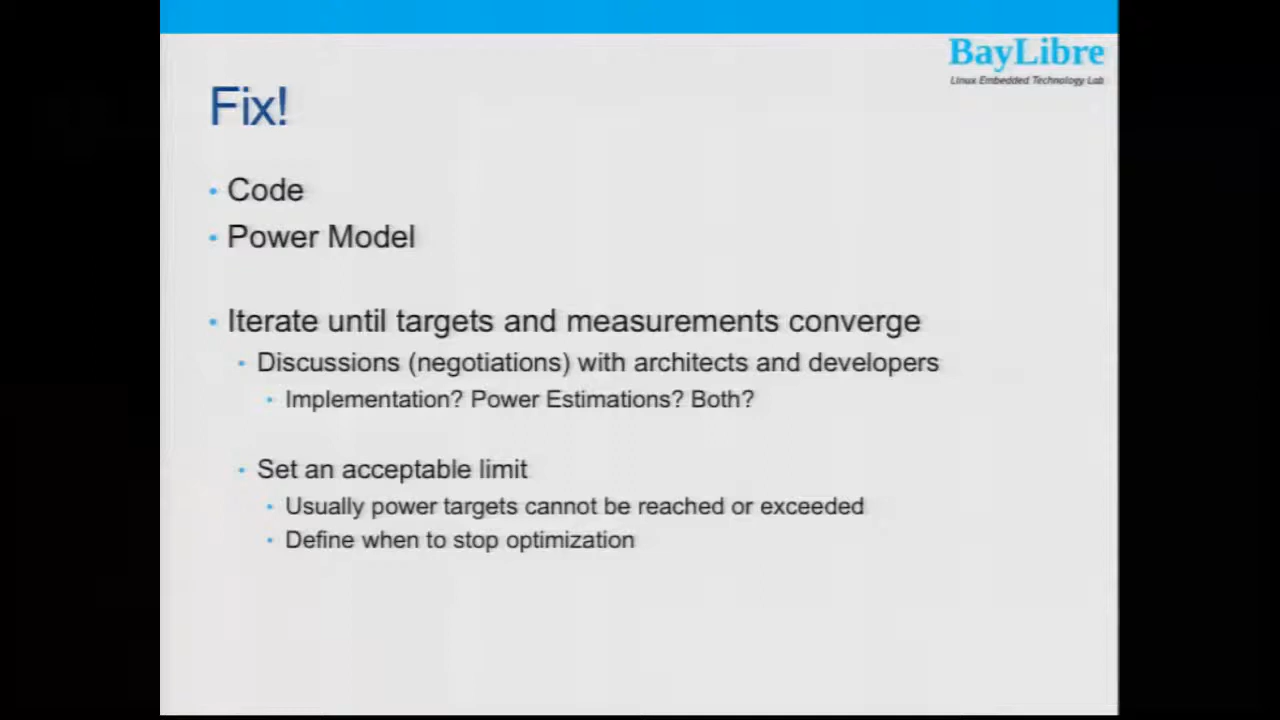 BayLibre
Linux Embedded Technology Lab
Fix!
Code
Power Model
Iterate until targets and measurements converge
Discussions (negotiations) with architects and developers
Implementation? Power Estimations? Both?
Set an acceptable limit
Usually power targets cannot be reached or exceeded
Define when to stop optimization